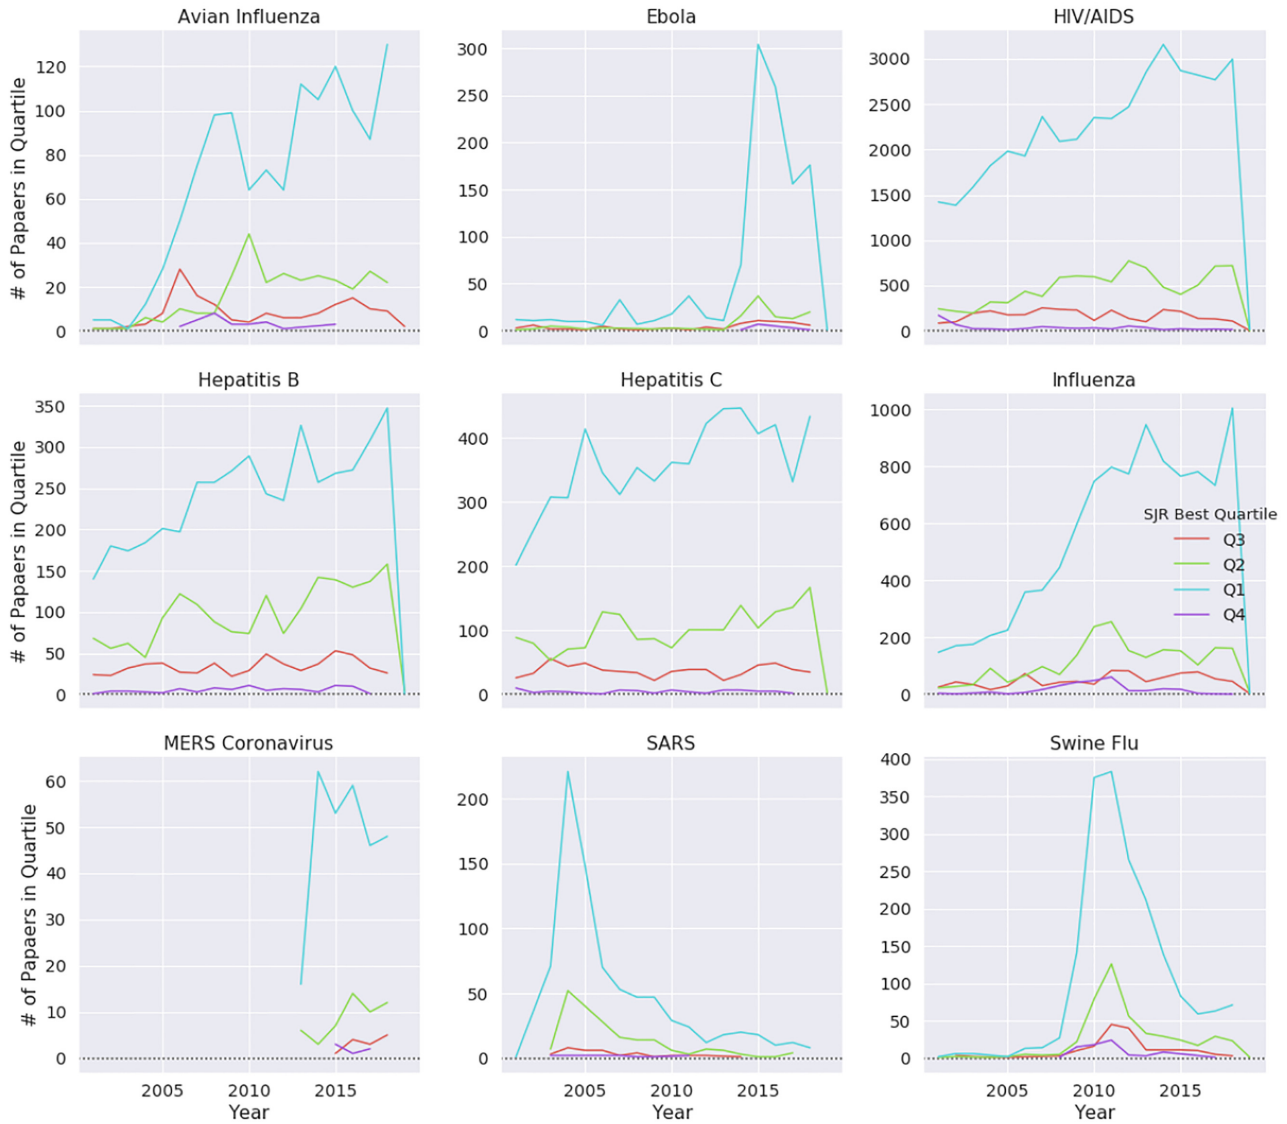 Avian Influenza
Ebola
HIV/AIDS
# of Papaers in Quartile
120
100
80
60
40
20
0
300
250
200
150
100
50
0
3000
2500
2000
1500
1000
500
0
Hepatitis B
Hepatitis C
Influenza
# of Papaers in Quartile
350
300
250
200
150
100
50
0
400
300
200
100
0
1000
800
600
400
200
0
SJR Best Quartile
Q3
Q2
Q1
Q4
MERS Coronavirus
SARS
Swine Flu
# of Papaers in Quartile
60
50
40
30
20
10
0
200
150
100
50
0
400
350
300
250
200
150
100
50
0
2005 2010 2015
2005 2010 2015
2005 2010 2015
Year
Year
Year